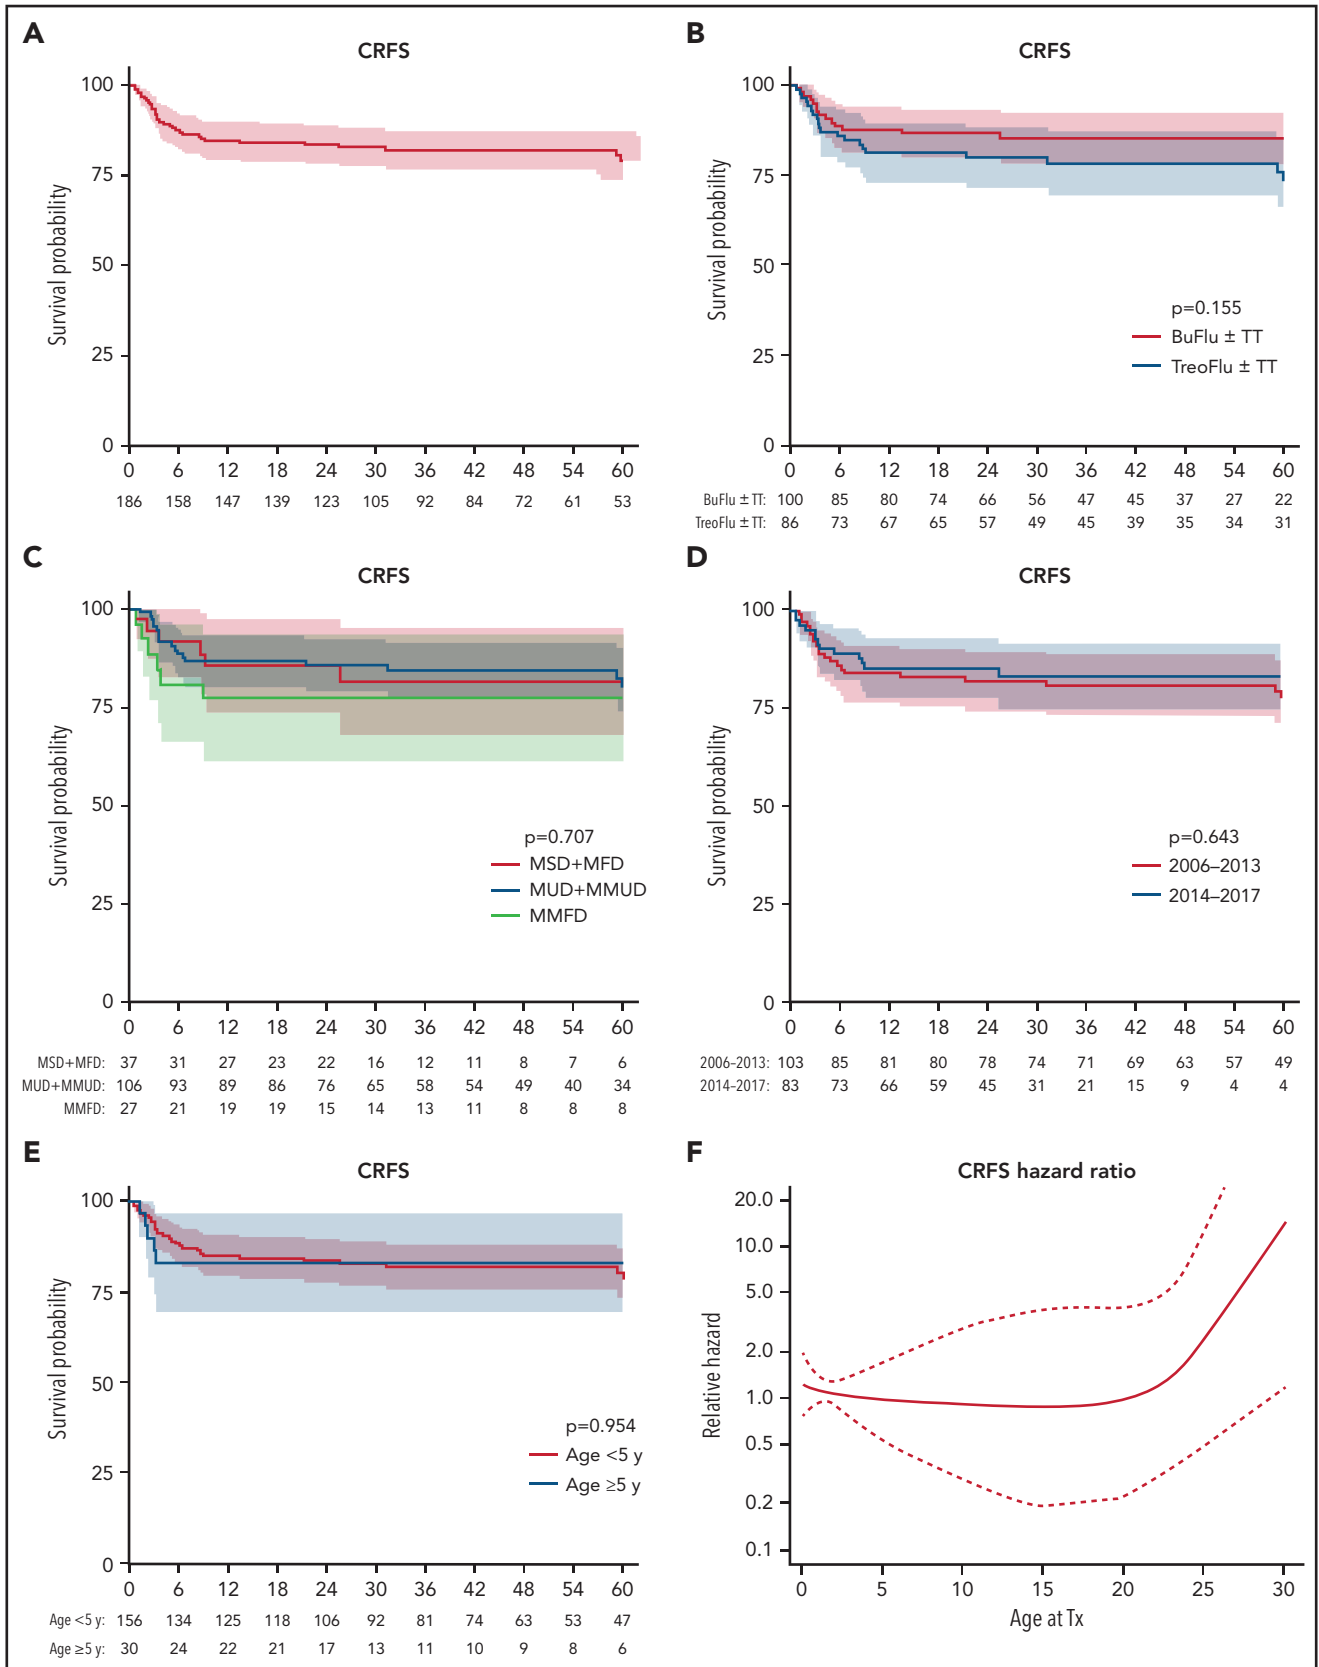 A
CRFS
Survival probability
100
75
50
25
0
0 6 12 18 24 30 36 42 48 54 60
186 158 147 139 123 105 92 84 72 61 53
B
CRFS
Survival probability
100
75
50
25
0
p=0.155
BuFlu ± TT
TreoFlu ± TT
0 6 12 18 24 30 36 42 48 54 60
BuFlu ± TT: 100 85 80 74 66 56 47 45 37 27 22
TreoFlu ± TT: 86 73 67 65 57 49 45 39 35 34 31
C
CRFS
Survival probability
100
75
50
25
0
p=0.707
MSD+MFD
MUD+MMUD
MMFD
0 6 12 18 24 30 36 42 48 54 60
MSD+MFD: 37 31 27 23 22 16 12 11 8 7 6
MUD+MMUD: 106 93 89 86 76 65 58 54 49 40 34
MMFD: 27 21 19 19 15 14 13 11 8 8 8
D
CRFS
Survival probability
100
75
50
25
0
p=0.643
2006–2013
2014–2017
0 6 12 18 24 30 36 42 48 54 60
2006–2013: 103 85 81 80 78 74 71 69 63 57 49
2014–2017: 83 73 66 59 45 31 21 15 9 4 4
E
CRFS
Survival probability
100
75
50
25
0
p=0.954
Age <5 y
Age ≥5 y
0 6 12 18 24 30 36 42 48 54 60
Age <5 y: 156 134 125 118 106 92 81 74 63 53 47
Age ≥5 y: 30 24 22 21 17 13 11 10 9 8 6
F
CRFS hazard ratio
Relative hazard
20.0
10.0
5.0
2.0
1.0
0.5
0.2
0.1
0 5 10 15 20 25 30
Age at Tx